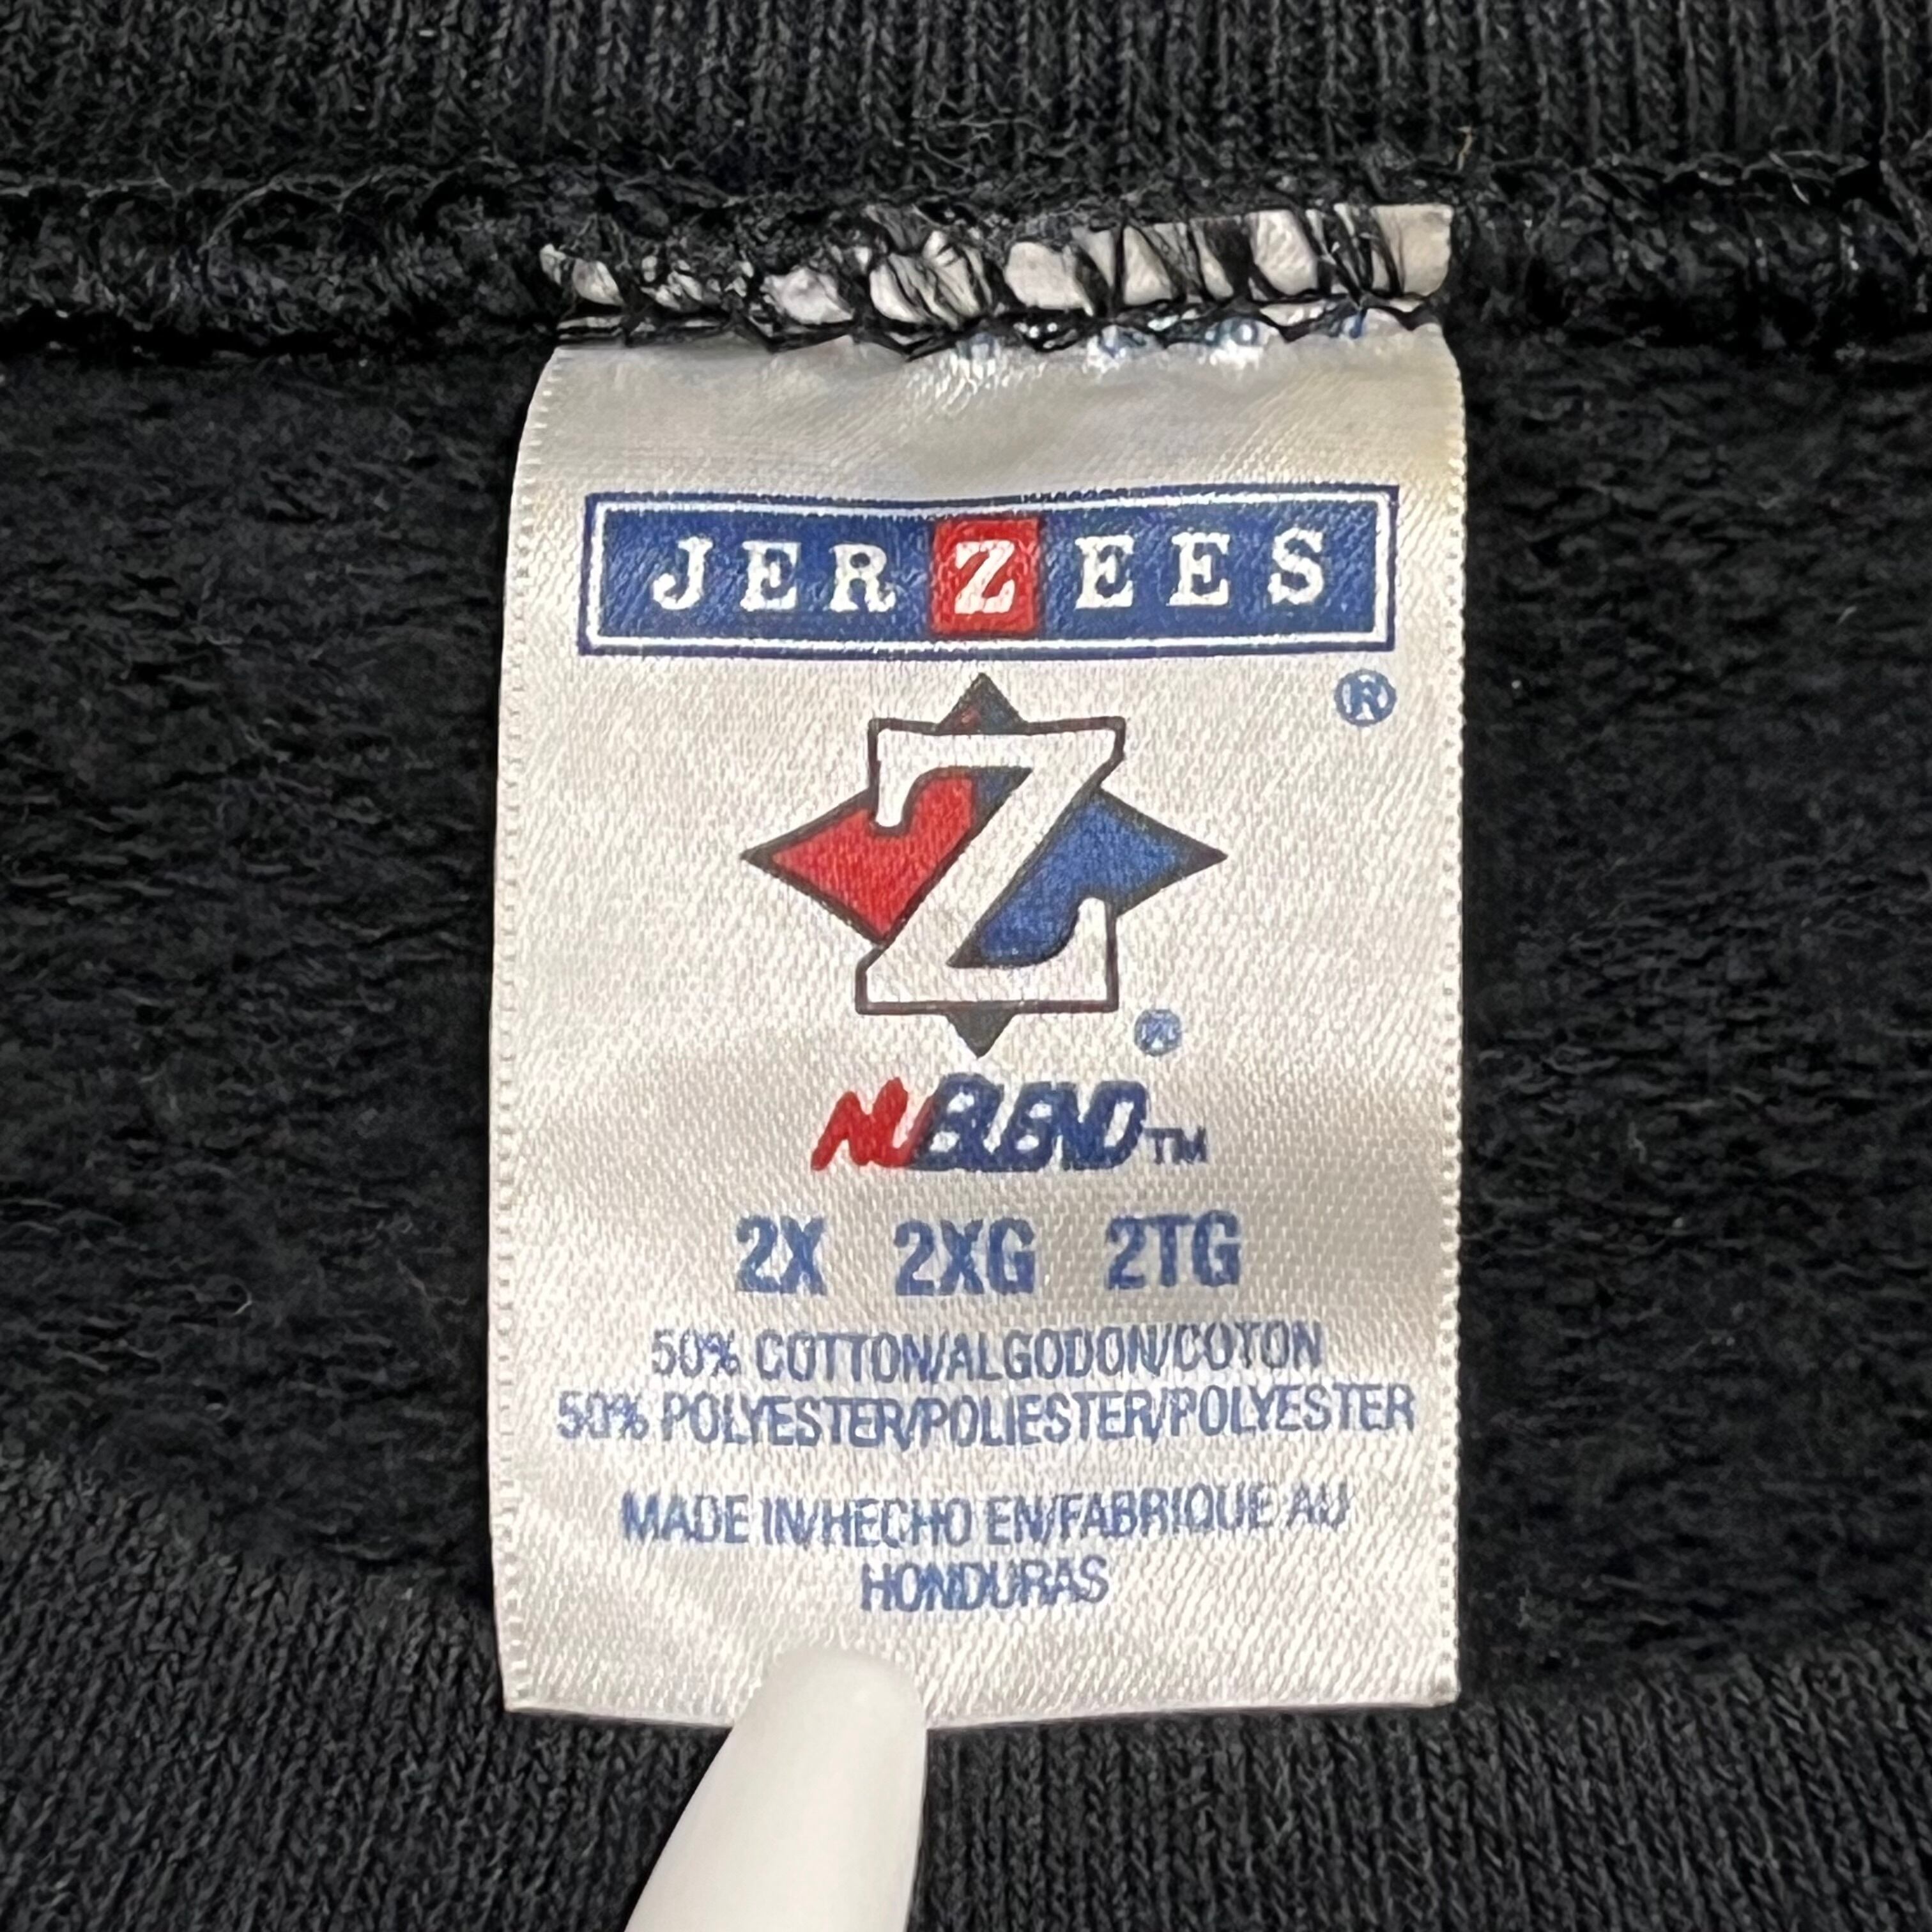 JERZEES
®
Z
®
NUBLEND™
2X 2XG 2TG
50% COTTON/ALGODON/COTON
50% POLYESTER/POLIESTER/POLYESTER
MADE IN/HECHO EN/FABRIQUE AU
HONDURAS